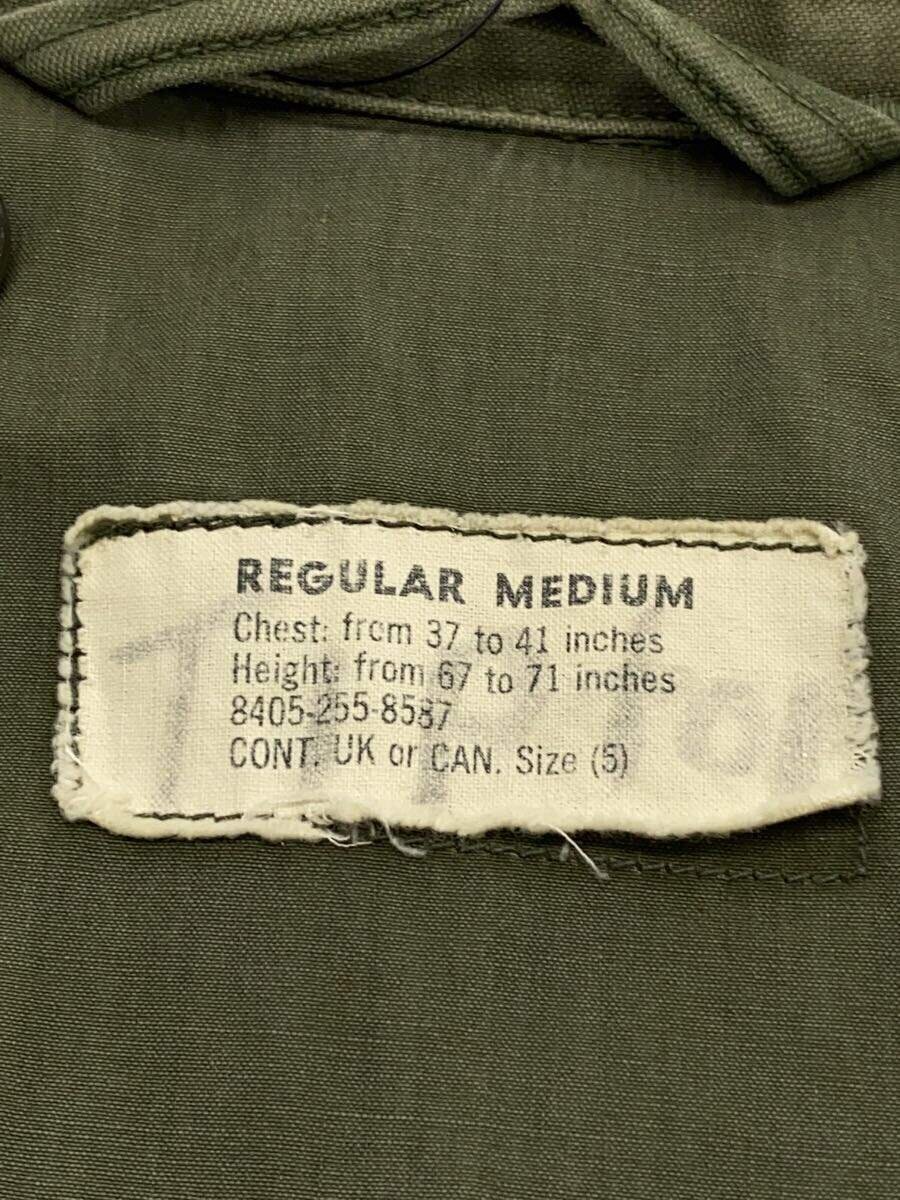 REGULAR MEDIUM
Chest: from 37 to 41 inches
Height: from 67 to 71 inches
8405-255-8587
CONT. UK or CAN. Size (5)